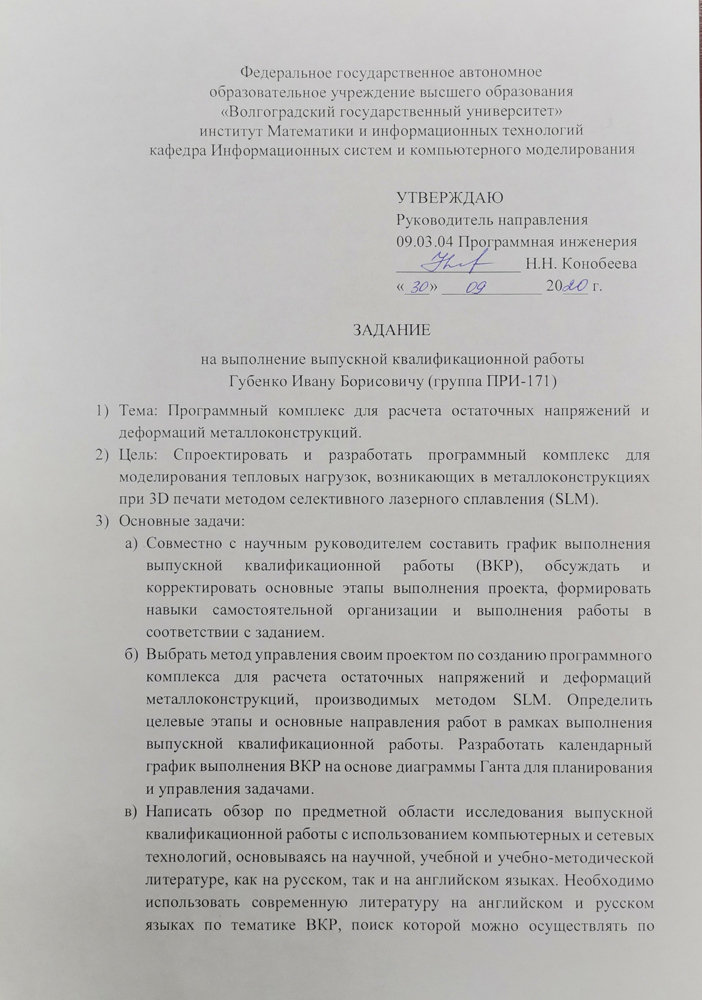 Федеральное государственное автономное
образовательное учреждение высшего образования
«Волгоградский государственный университет»
институт Математики и информационных технологий
кафедра Информационных систем и компьютерного моделирования
УТВЕРЖДАЮ
Руководитель направления
09.03.04 Программная инженерия
Н.Н. Конобеева
«30» 09 2020 г.
ЗАДАНИЕ
на выполнение выпускной квалификационной работы
Губенко Ивану Борисовичу (группа ПРИ-171)
1) Тема: Программный комплекс для расчета остаточных напряжений и
деформаций металлоконструкций.
2) Цель: Спроектировать и разработать программный комплекс для
моделирования тепловых нагрузок, возникающих в металлоконструкциях
при 3D печати методом селективного лазерного сплавления (SLM).
3) Основные задачи:
а) Совместно с научным руководителем составить график выполнения
выпускной квалификационной работы (ВКР), обсуждать и
корректировать основные этапы выполнения проекта, формировать
навыки самостоятельной организации и выполнения работы в
соответствии с заданием.
б) Выбрать метод управления своим проектом по созданию программного
комплекса для расчета остаточных напряжений и деформаций
металлоконструкций, производимых методом SLM. Определить
целевые этапы и основные направления работ в рамках выполнения
выпускной квалификационной работы. Разработать календарный
график выполнения ВКР на основе диаграммы Ганта для планирования
и управления задачами.
в) Написать обзор по предметной области исследования выпускной
квалификационной работы с использованием компьютерных и сетевых
технологий, основываясь на научной, учебной и учебно-методической
литературе, как на русском, так и на английском языках. Необходимо
использовать современную литературу на английском и русском
языках по тематике ВКР, поиск которой можно осуществлять по